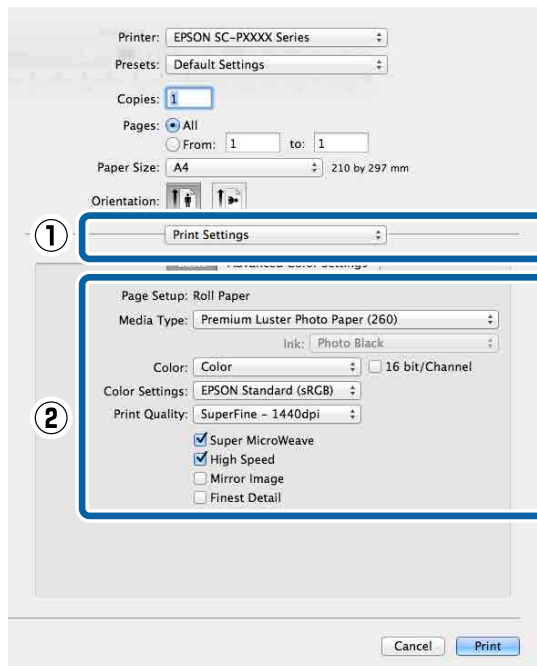 Printer: EPSON SC-PXXXX Series
Presets: Default Settings
Copies: 1
Pages: All
From: 1 to: 1
Paper Size: A4 210 by 297 mm
Orientation:
1 Print Settings
Advanced Color Settings
Page Setup: Roll Paper
Media Type: Premium Luster Photo Paper (260)
Ink: Photo Black
Color: Color 16 bit/Channel
Color Settings: EPSON Standard (sRGB)
2 Print Quality: SuperFine – 1440dpi
Super MicroWeave
High Speed
Mirror Image
Finest Detail
Cancel Print